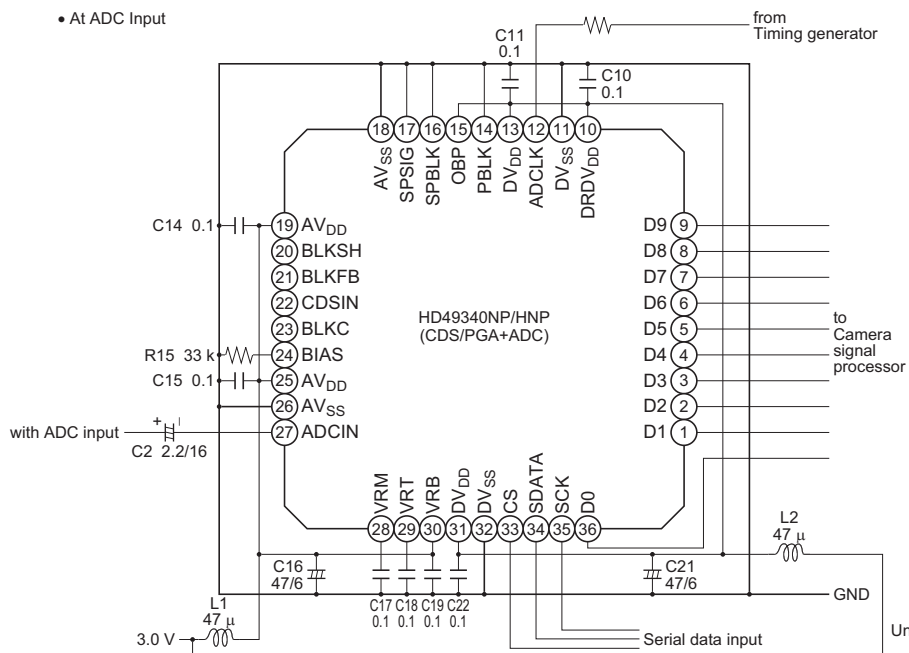 • At ADC Input
from
Timing generator
C11
0.1
C10
0.1
18 17 16 15 14 13 12 11 10
AVSS
SPSIG
SPBLK
OBP
PBLK
DVDD
ADCLK
DVSS
DRDVDD
C14 0.1
19 AVDD
20 BLKSH
21 BLKFB
22 CDSIN
23 BLKC
R15 33 k
24 BIAS
C15 0.1
25 AVDD
26 AVSS
with ADC input
+
27 ADCIN
C2 2.2/16
HD49340NP/HNP
(CDS/PGA+ADC)
D9 9
D8 8
D7 7
D6 6
D5 5
D4 4
D3 3
D2 2
D1 1
to
Camera
signal
processor
VRM
VRT
VRB
DVDD
DVSS
CS
SDATA
SCK
D0
28 29 30 31 32 33 34 35 36
L2
47 μ
C16
47/6
C21
47/6
C17
0.1
C18
0.1
C19
0.1
C22
0.1
GND
L1
47 μ
3.0 V
Serial data input
Un